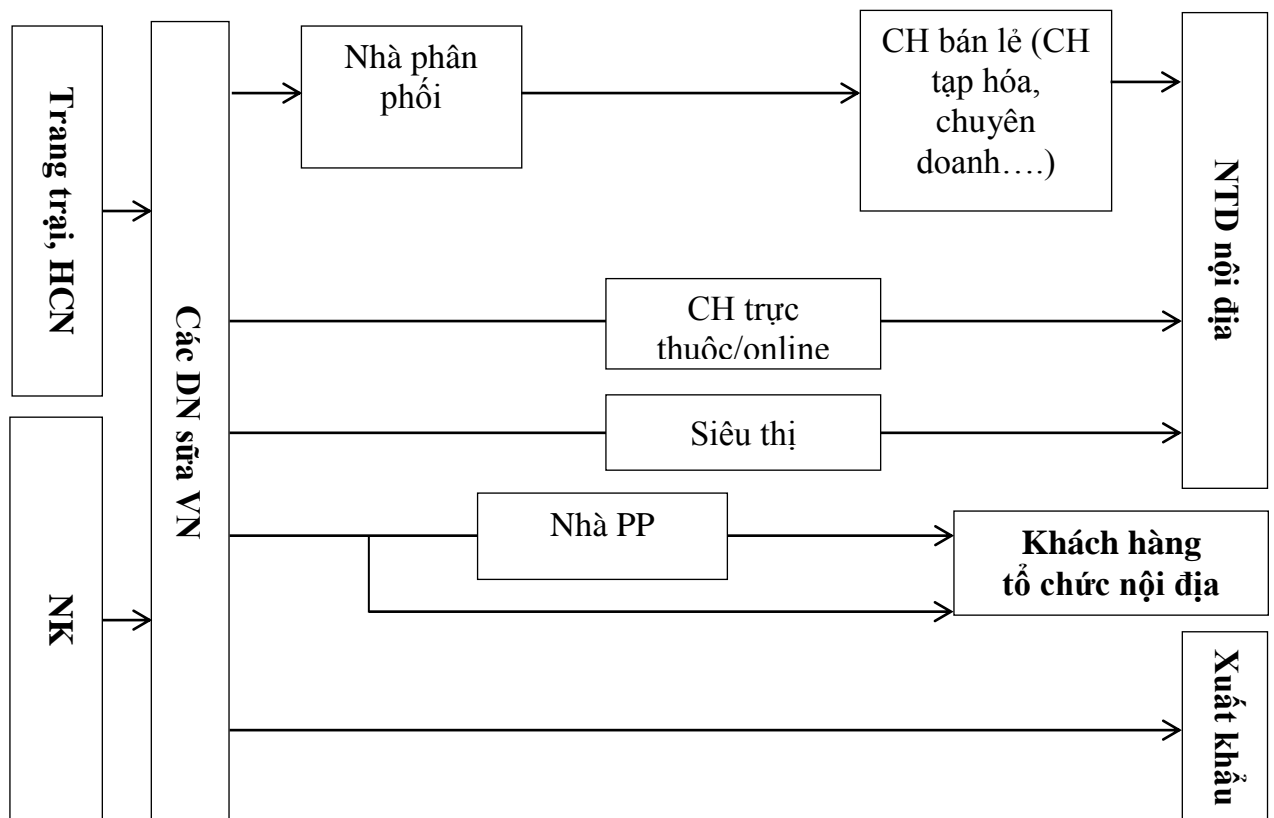 Trang trại, HCN
NK
Các DN sữa VN
Nhà phân
phối
CH bán lẻ (CH
tạp hóa,
chuyên
doanh….)
NTD nội địa
CH trực
thuộc/online
Siêu thị
Nhà PP
Khách hàng
tổ chức nội địa
Xuất khẩu